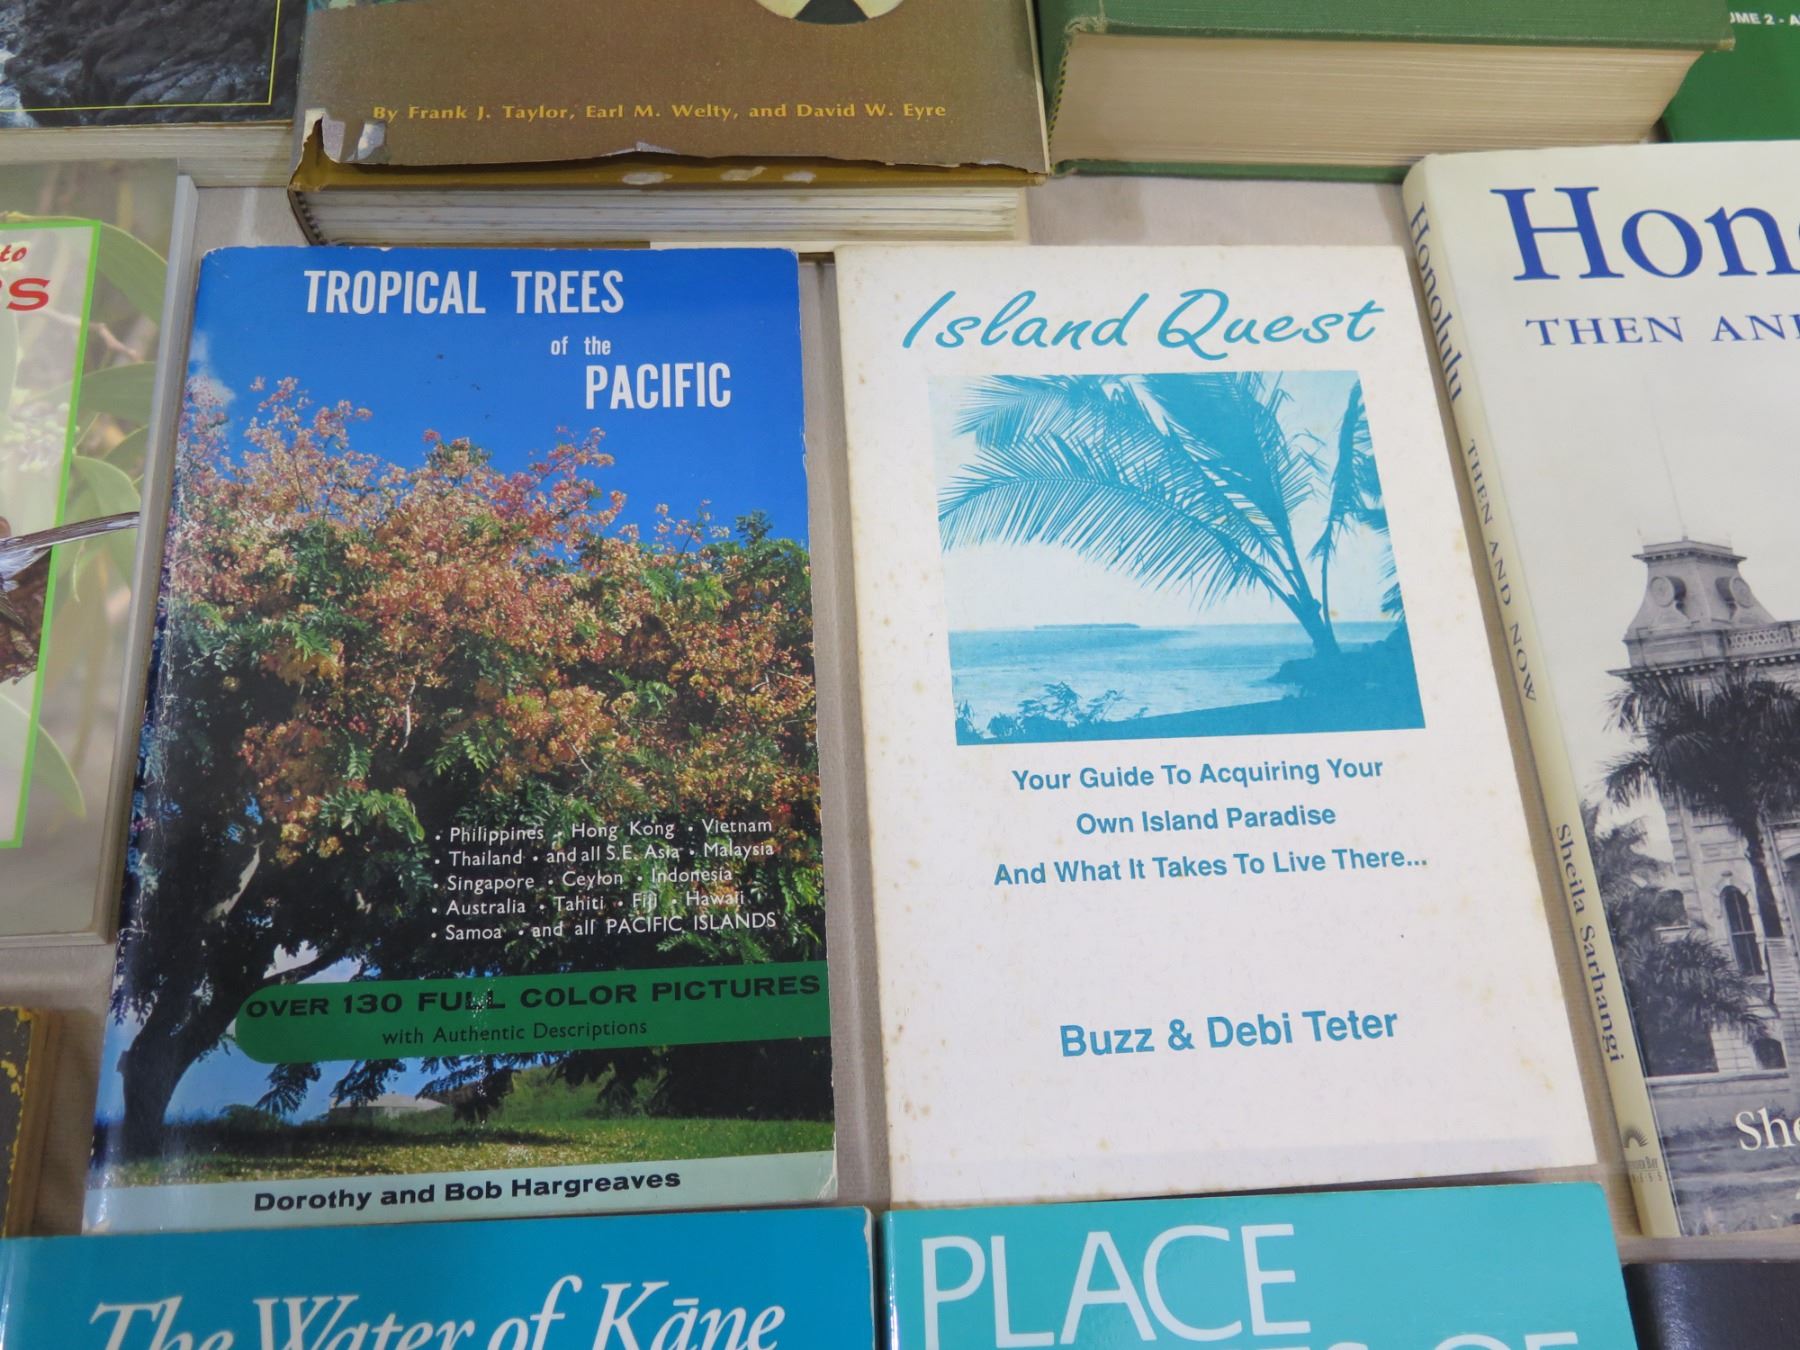 By Frank J. Taylor, Earl M. Welty, and David W. Eyre
UME 2 - A
to
TROPICAL TREES
of the
PACIFIC
• Philippines • Hong Kong • Vietnam
• Thailand • and all S.E. Asia • Malaysia
• Singapore • Ceylon • Indonesia
• Australia • Tahiti • Fiji • Hawaii
• Samoa • and all PACIFIC ISLANDS
OVER 130 FULL COLOR PICTURES
with Authentic Descriptions
Dorothy and Bob Hargreaves
Island Quest
Your Guide To Acquiring Your
Own Island Paradise
And What It Takes To Live There...
Buzz & Debi Teter
Honolulu THEN AND NOW Sheila Sarhangi
Hon
THEN AN
She
The Water of Kāne
PLACE